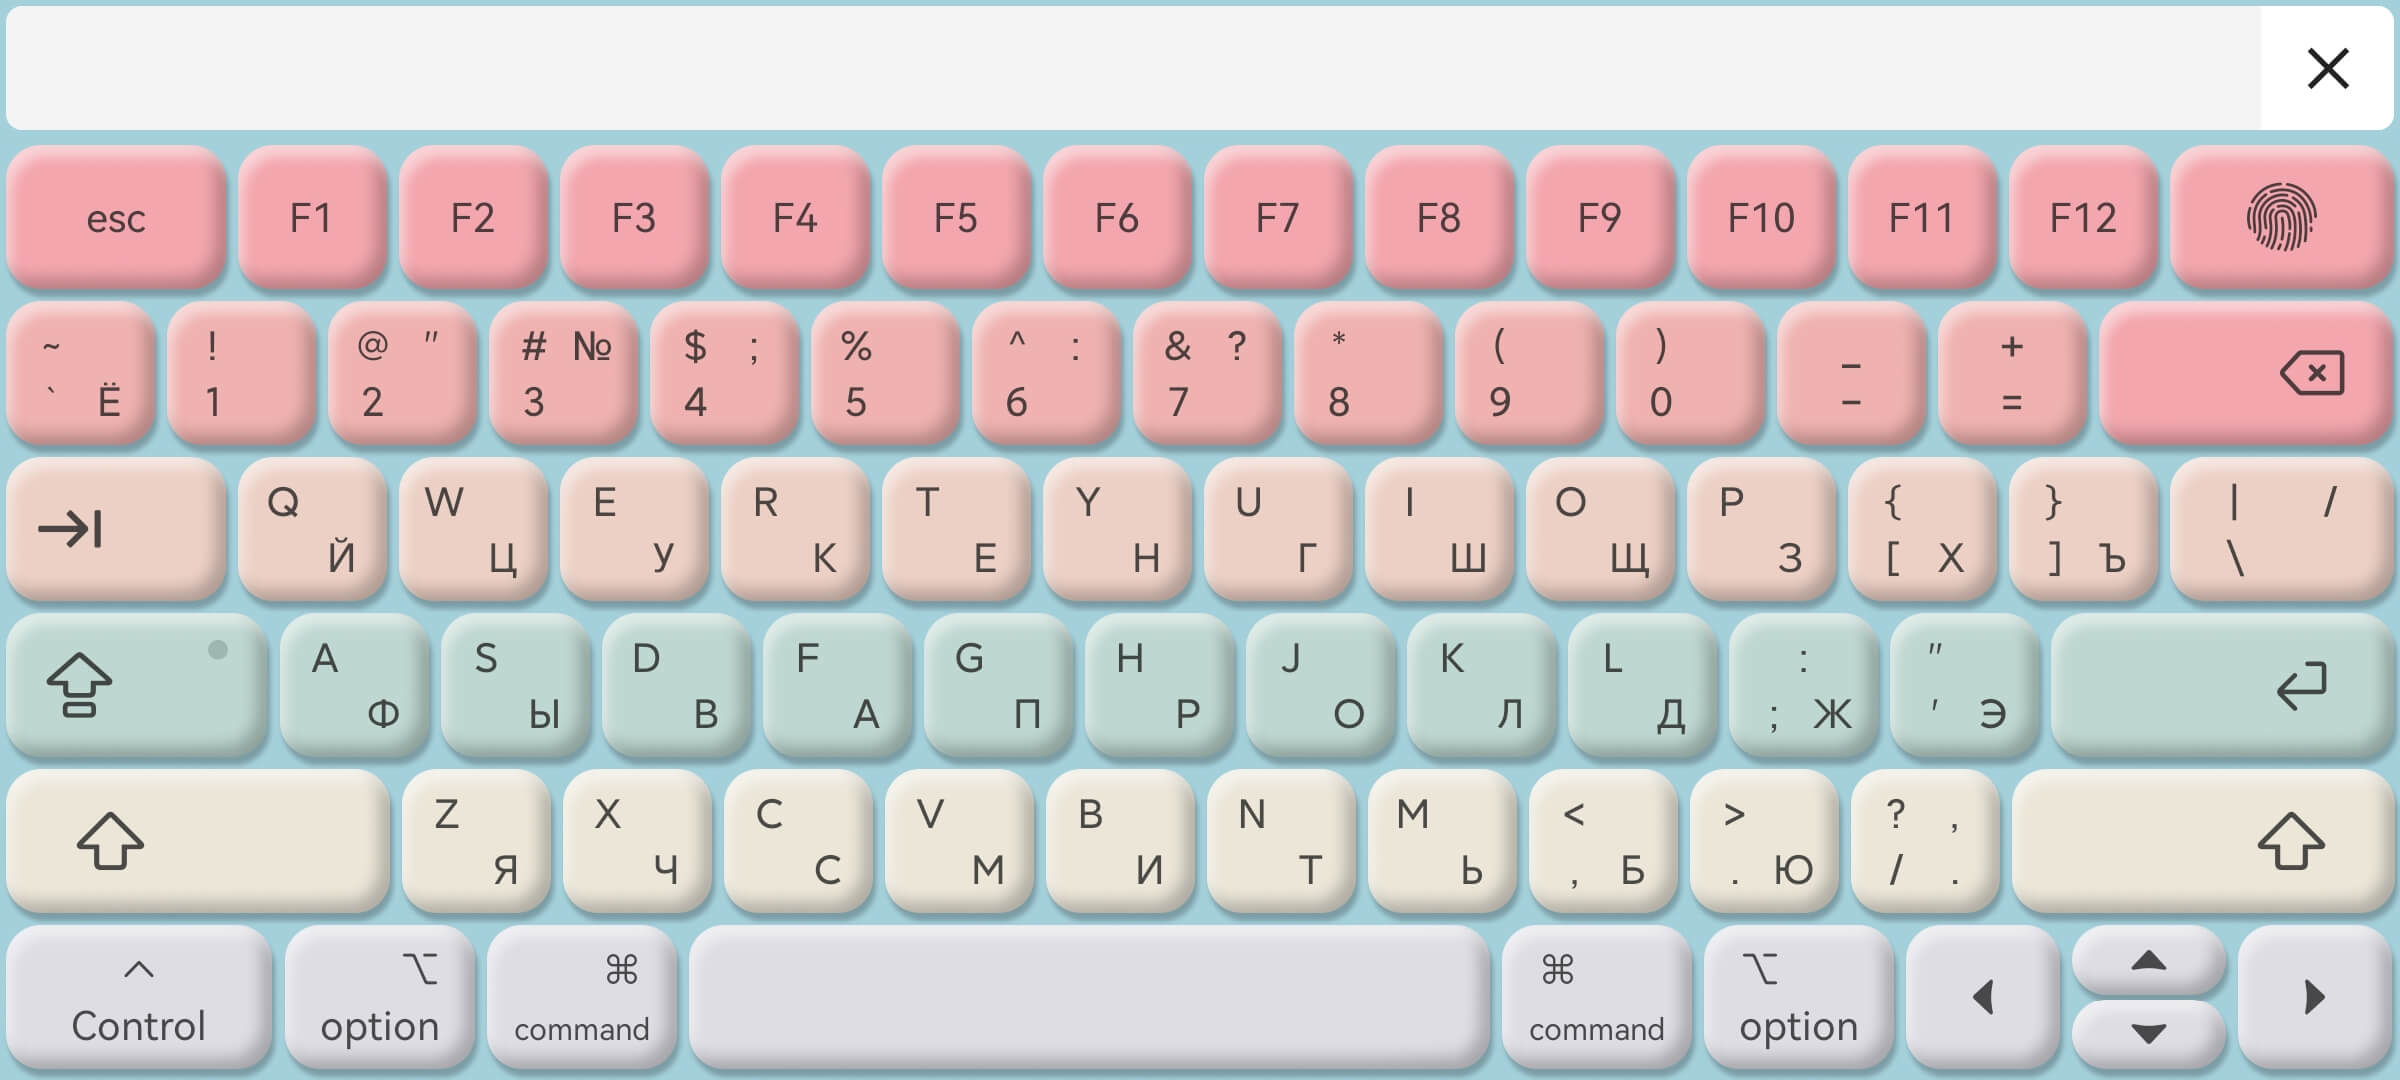 esc F1 F2 F3 F4 F5 F6 F7 F8 F9 F10 F11 F12
~ ! @ " # № $ ; % ^ : & ? * ( ) _ +
` Ё 1 2 3 4 5 6 7 8 9 0 - =
Q W E R T Y U I O P { } | /
Й Ц У К Е Н Г Ш Щ З [ Х ] Ъ \
A S D F G H J K L : "
Ф Ы В А П Р О Л Д ; Ж ' Э
Z X C V B N M < > ? ,
Я Ч С М И Т Ь , Б . Ю / .
^ ⌥ ⌘ ⌘ ⌥
Control option command command option